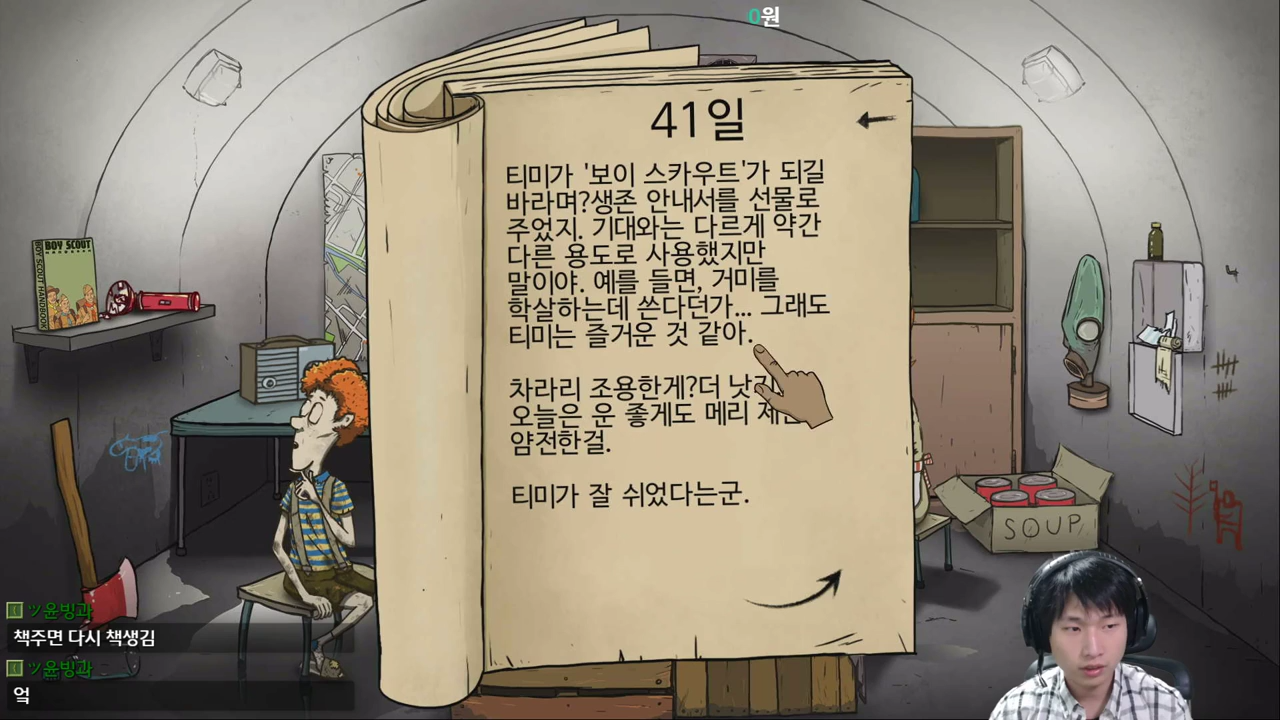 0원
41일
티미가 '보이 스카우트'가 되길
바라며?생존 안내서를 선물로
주었지. 기대와는 다르게 약간
다른 용도로 사용했지만
말이야. 예를 들면, 거미를
학살하는데 쓴다던가... 그래도
티미는 즐거운 것 같아.
차라리 조용한게?더
오늘은 운 좋게도 메리
얌전한걸.
티미가 잘 쉬었다는군.
BOY SCOUT
BOY SCOUT HANDBOOK
SOUP
ツ윤빙과
책주면 다시 책생김
ツ윤빙과
엌